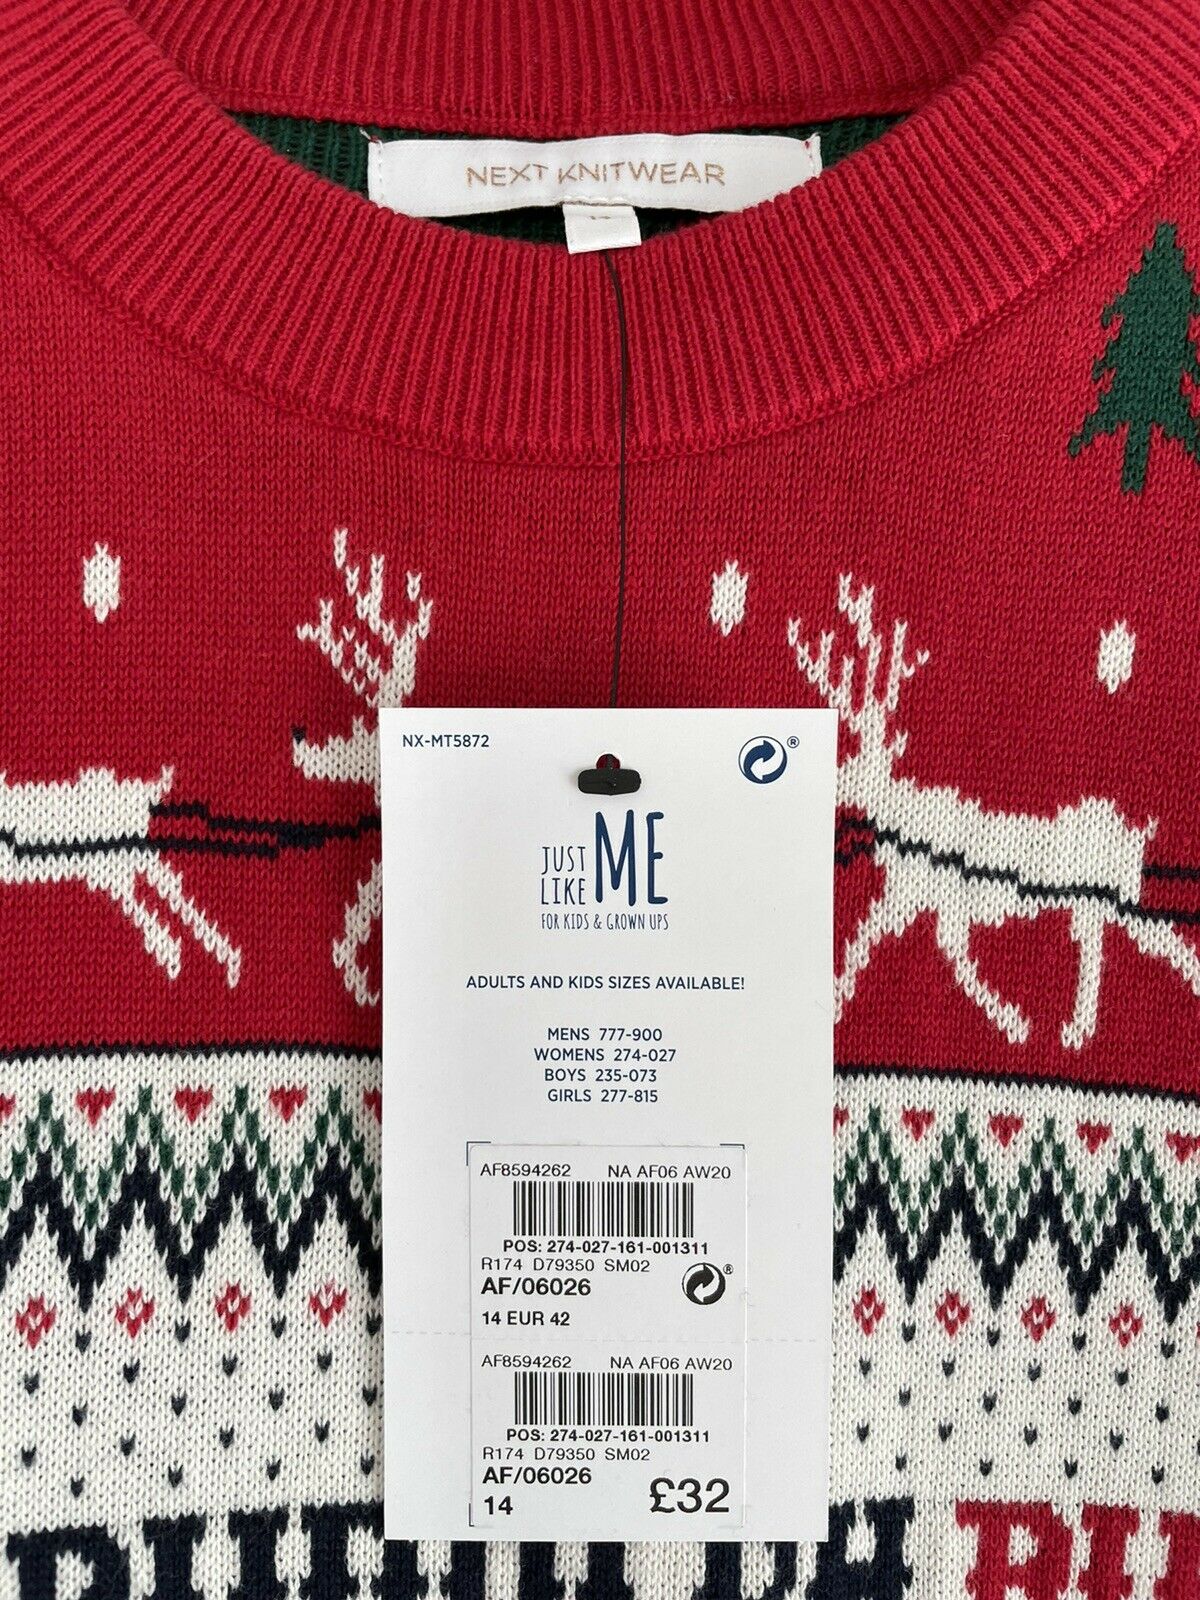 NEXT KNITWEAR
NX-MT5872
JUST LIKE ME
FOR KIDS & GROWN UPS
ADULTS AND KIDS SIZES AVAILABLE!
MENS 777-900
WOMENS 274-027
BOYS 235-073
GIRLS 277-815
AF8594262 NA AF06 AW20
POS: 274-027-161-001311
R174 D79350 SM02
AF/06026
14 EUR 42
AF8594262 NA AF06 AW20
POS: 274-027-161-001311
R174 D79350 SM02
AF/06026
14 £32